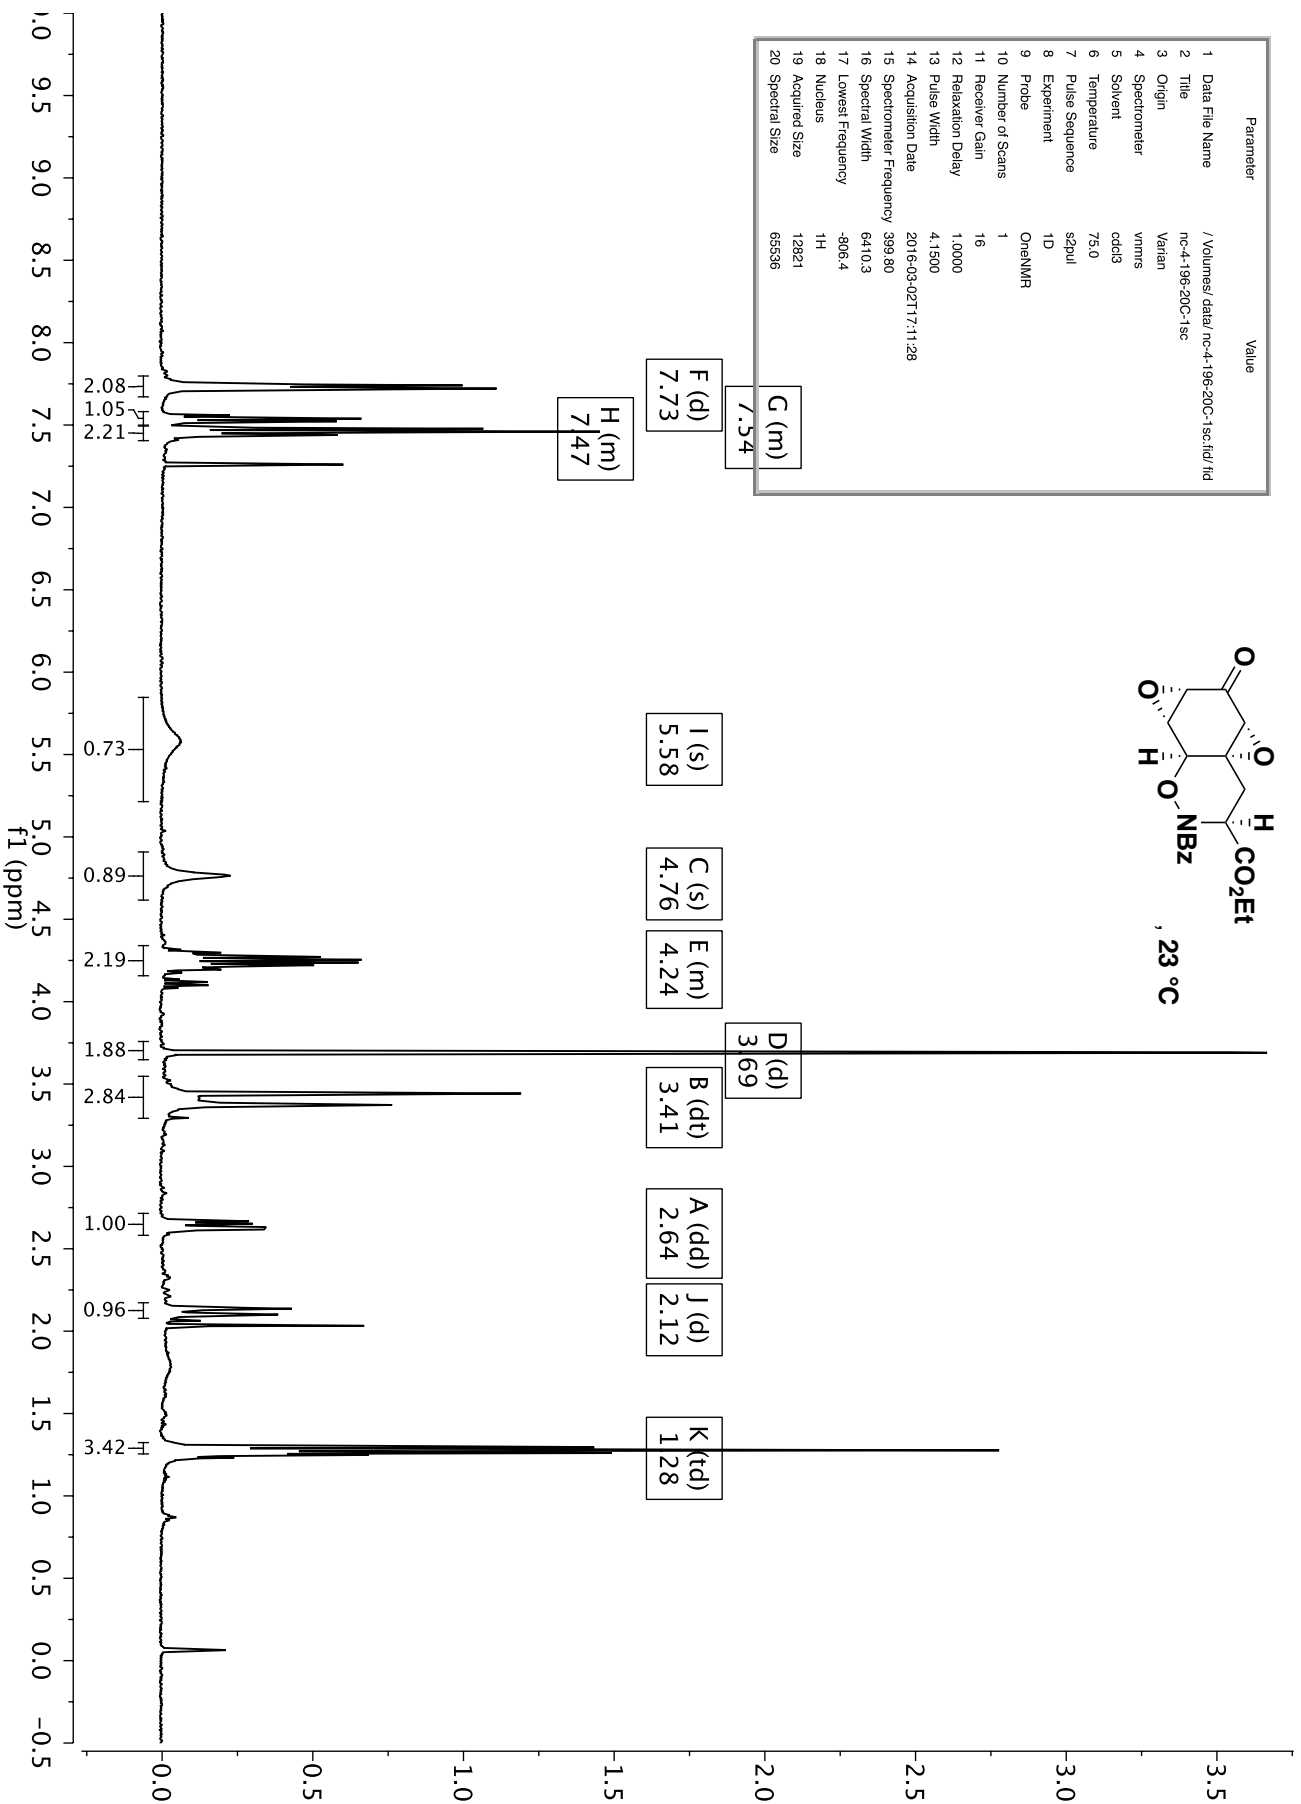 Parameter Value
1 Data File Name / Volumes/ data/ nc-4-196-20C-1sc.fid/ fid
2 Title nc-4-196-20C-1sc
3 Origin Varian
4 Spectrometer vnmrs
5 Solvent cdcl3
6 Temperature 75.0
7 Pulse Sequence s2pul
8 Experiment 1D
9 Probe OneNMR
10 Number of Scans 1
11 Receiver Gain 16
12 Relaxation Delay 1.0000
13 Pulse Width 4.1500
14 Acquisition Date 2016-03-02T17:11:28
15 Spectrometer Frequency 399.80
16 Spectral Width 6410.3
17 Lowest Frequency -806.4
18 Nucleus 1H
19 Acquired Size 12821
20 Spectral Size 65536
O
O
O
H
O
NBz
H
CO2Et
, 23 °C
G (m)
7.54
D (d)
3.69
F (d)
7.73
I (s)
5.58
C (s)
4.76
E (m)
4.24
B (dt)
3.41
A (dd)
2.64
J (d)
2.12
K (td)
1.28
H (m)
7.47
3.5
3.0
2.5
2.0
1.5
1.0
0.5
0.0
2.08
1.05
2.21
0.73
0.89
2.19
1.88
2.84
1.00
0.96
3.42
.0 9.5 9.0 8.5 8.0 7.5 7.0 6.5 6.0 5.5 5.0 4.5 4.0 3.5 3.0 2.5 2.0 1.5 1.0 0.5 0.0 -0.5
f1 (ppm)